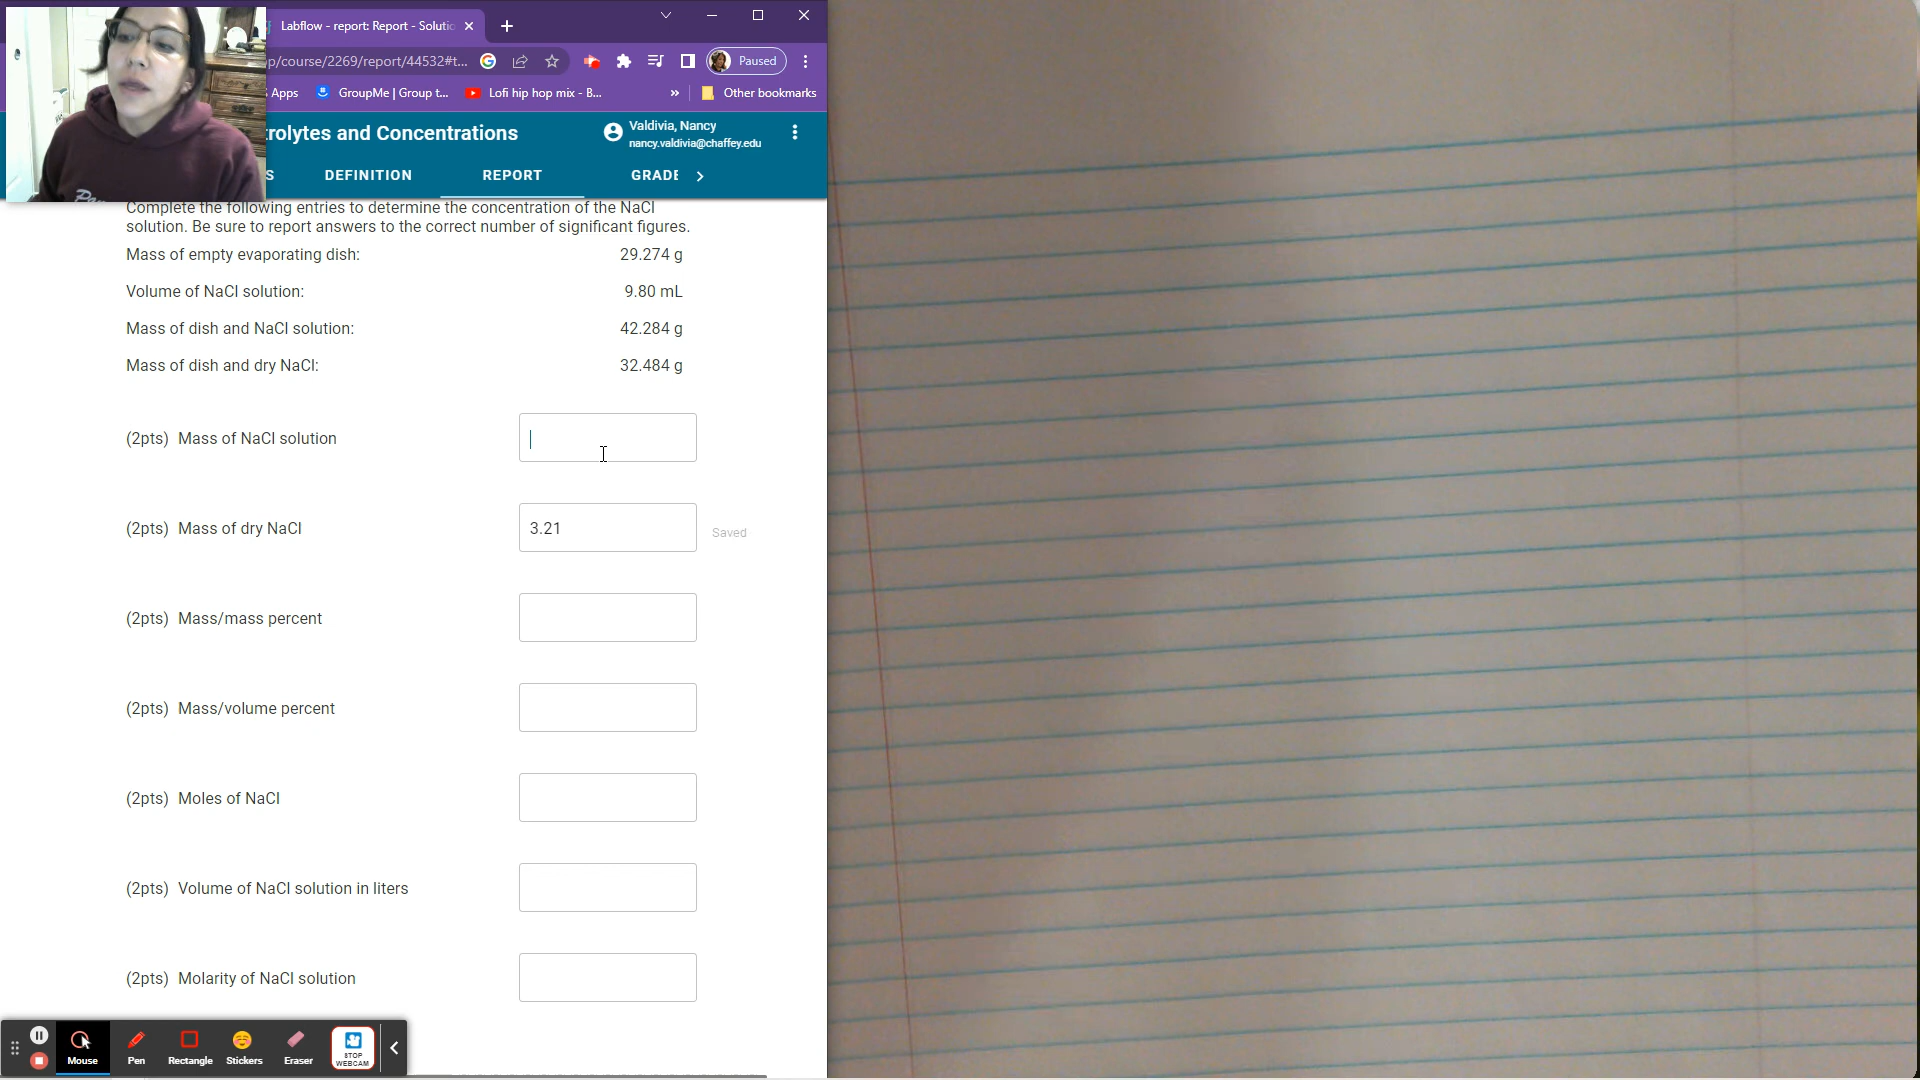 Labflow - report: Report - Solutio
p/course/2269/report/44532#t...
Paused
Apps
GroupMe | Group t...
Lofi hip hop mix - B...
»
Other bookmarks
trolytes and Concentrations
Valdivia, Nancy
nancy.valdivia@chaffey.edu
S
DEFINITION
REPORT
GRADE
Complete the following entries to determine the concentration of the NaCl
solution. Be sure to report answers to the correct number of significant figures.
Mass of empty evaporating dish: 29.274 g
Volume of NaCl solution: 9.80 mL
Mass of dish and NaCl solution: 42.284 g
Mass of dish and dry NaCl: 32.484 g
(2pts) Mass of NaCl solution
(2pts) Mass of dry NaCl 3.21 Saved
(2pts) Mass/mass percent
(2pts) Mass/volume percent
(2pts) Moles of NaCl
(2pts) Volume of NaCl solution in liters
(2pts) Molarity of NaCl solution
Mouse
Pen
Rectangle
Stickers
Eraser
STOP
WEBCAM